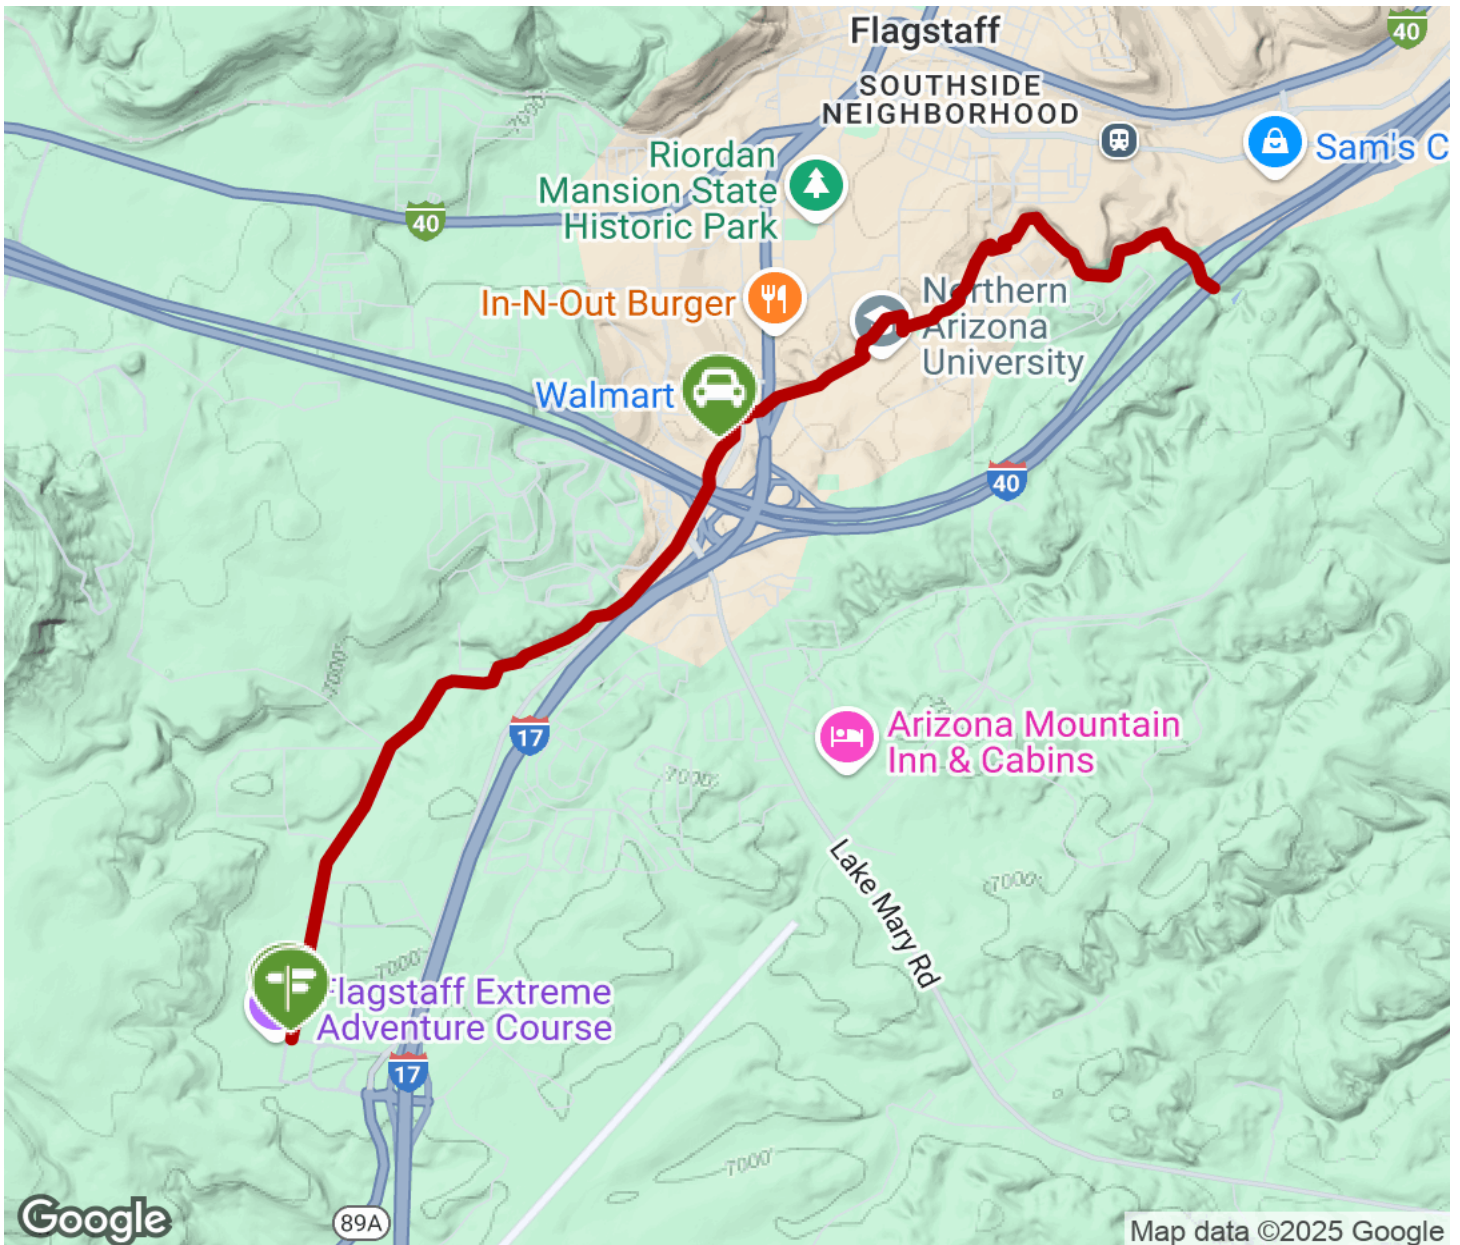 Flagstaff
40
SOUTHSIDE
NEIGHBORHOOD
7000'
Riordan
Mansion State
Historic Park
Sam's C
40
In-N-Out Burger
Northern
Arizona
University
Walmart
40
7000'
17
Arizona Mountain
Inn & Cabins
7000'
70
Lake Mary Rd
7000'
7000'
Flagstaff Extreme
Adventure Course
17
7000'
89A
Google
Map data ©2025 Google